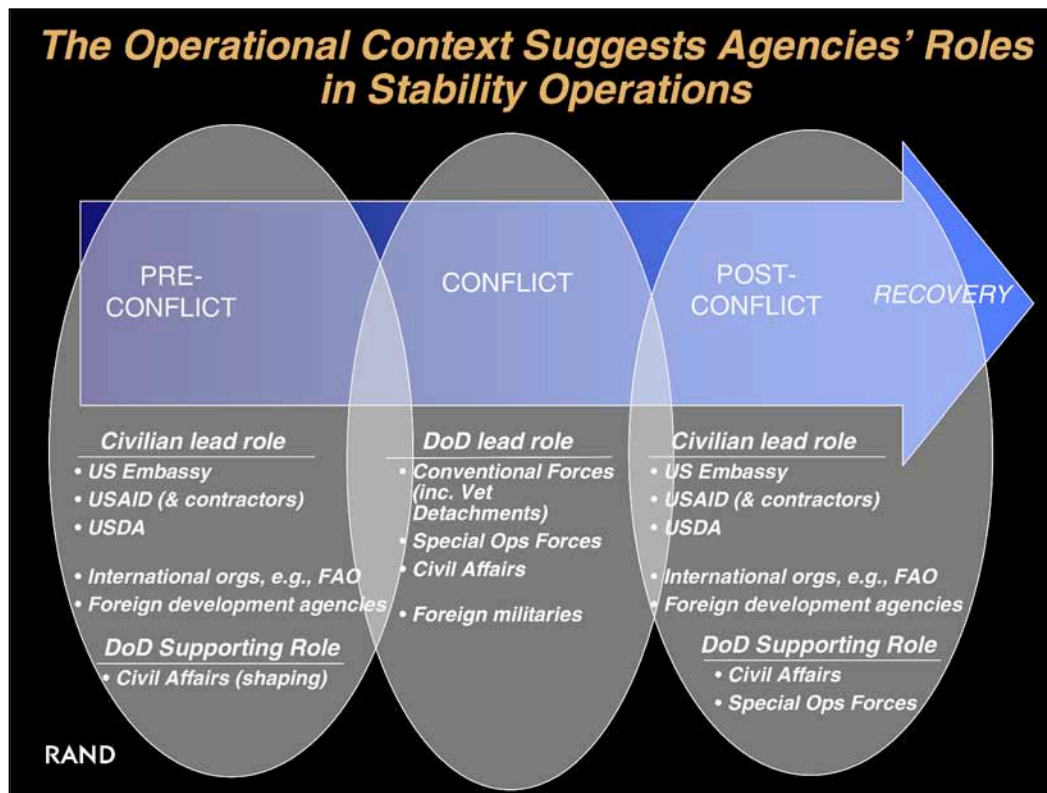 The Operational Context Suggests Agencies' Roles
in Stability Operations
PRE-
CONFLICT
CONFLICT
POST-
CONFLICT
RECOVERY
Civilian lead role
• US Embassy
• USAID (& contractors)
• USDA
• International orgs, e.g., FAO
• Foreign development agencies
DoD Supporting Role
• Civil Affairs (shaping)
DoD lead role
• Conventional Forces
(inc. Vet
Detachments)
• Special Ops Forces
• Civil Affairs
• Foreign militaries
Civilian lead role
• US Embassy
• USAID (& contractors)
• USDA
• International orgs, e.g., FAO
• Foreign development agencies
DoD Supporting Role
• Civil Affairs
• Special Ops Forces
RAND